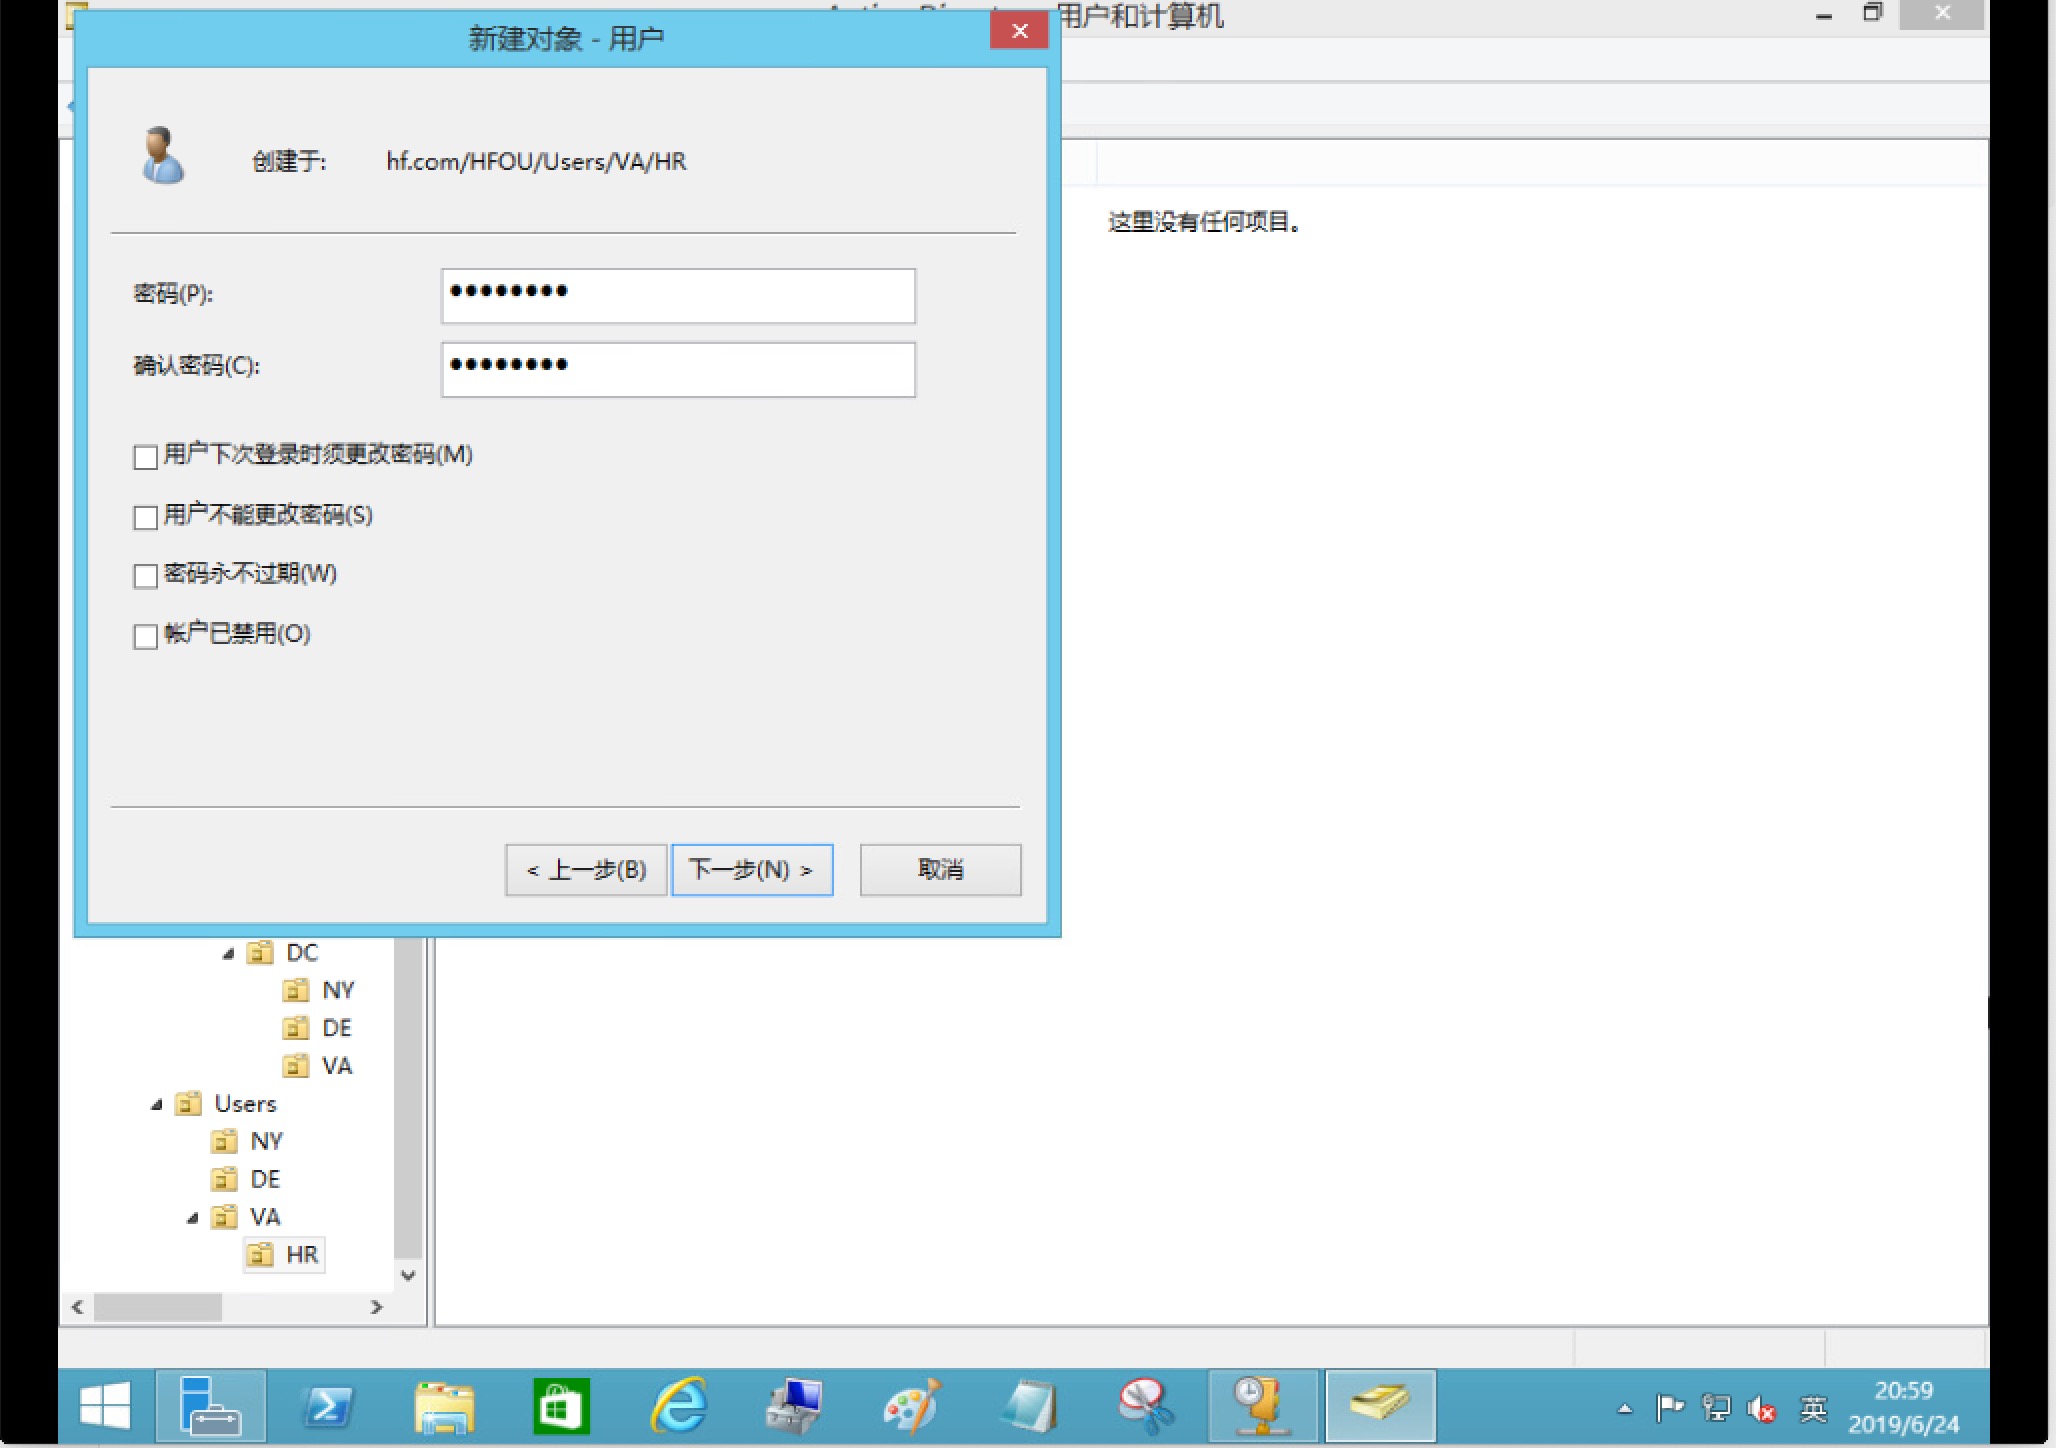 用户和计算机
新建对象 - 用户
创建于: hf.com/HFOU/Users/VA/HR
这里没有任何项目。
密码(P):
确认密码(C):
用户下次登录时须更改密码(M)
用户不能更改密码(S)
密码永不过期(W)
帐户已禁用(O)
< 上一步(B)
下一步(N) >
取消
DC
NY
DE
VA
Users
NY
DE
VA
HR
英
20:59
2019/6/24